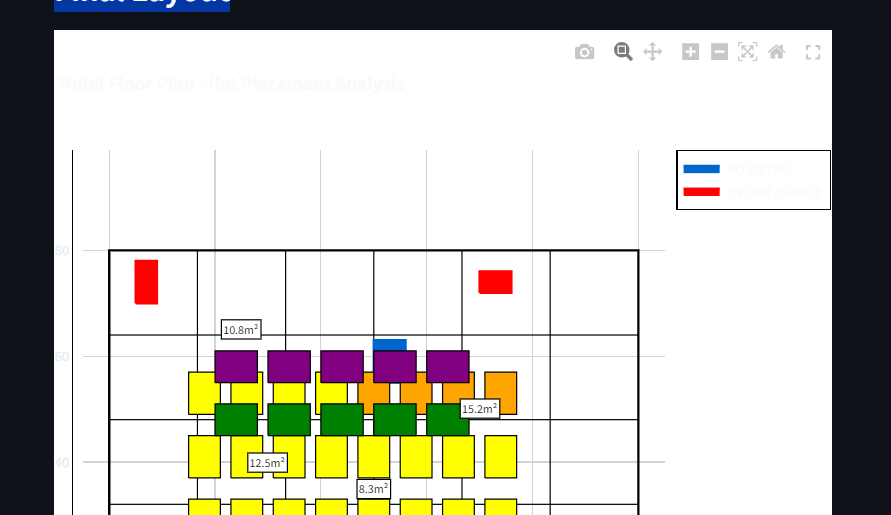 Final Layout
Hotel Floor Plan - Îlot Placement Analysis
NO ENTREE
ENTREE/SORTIE
80
10.8m²
60
15.2m²
12.5m²
40
8.3m²